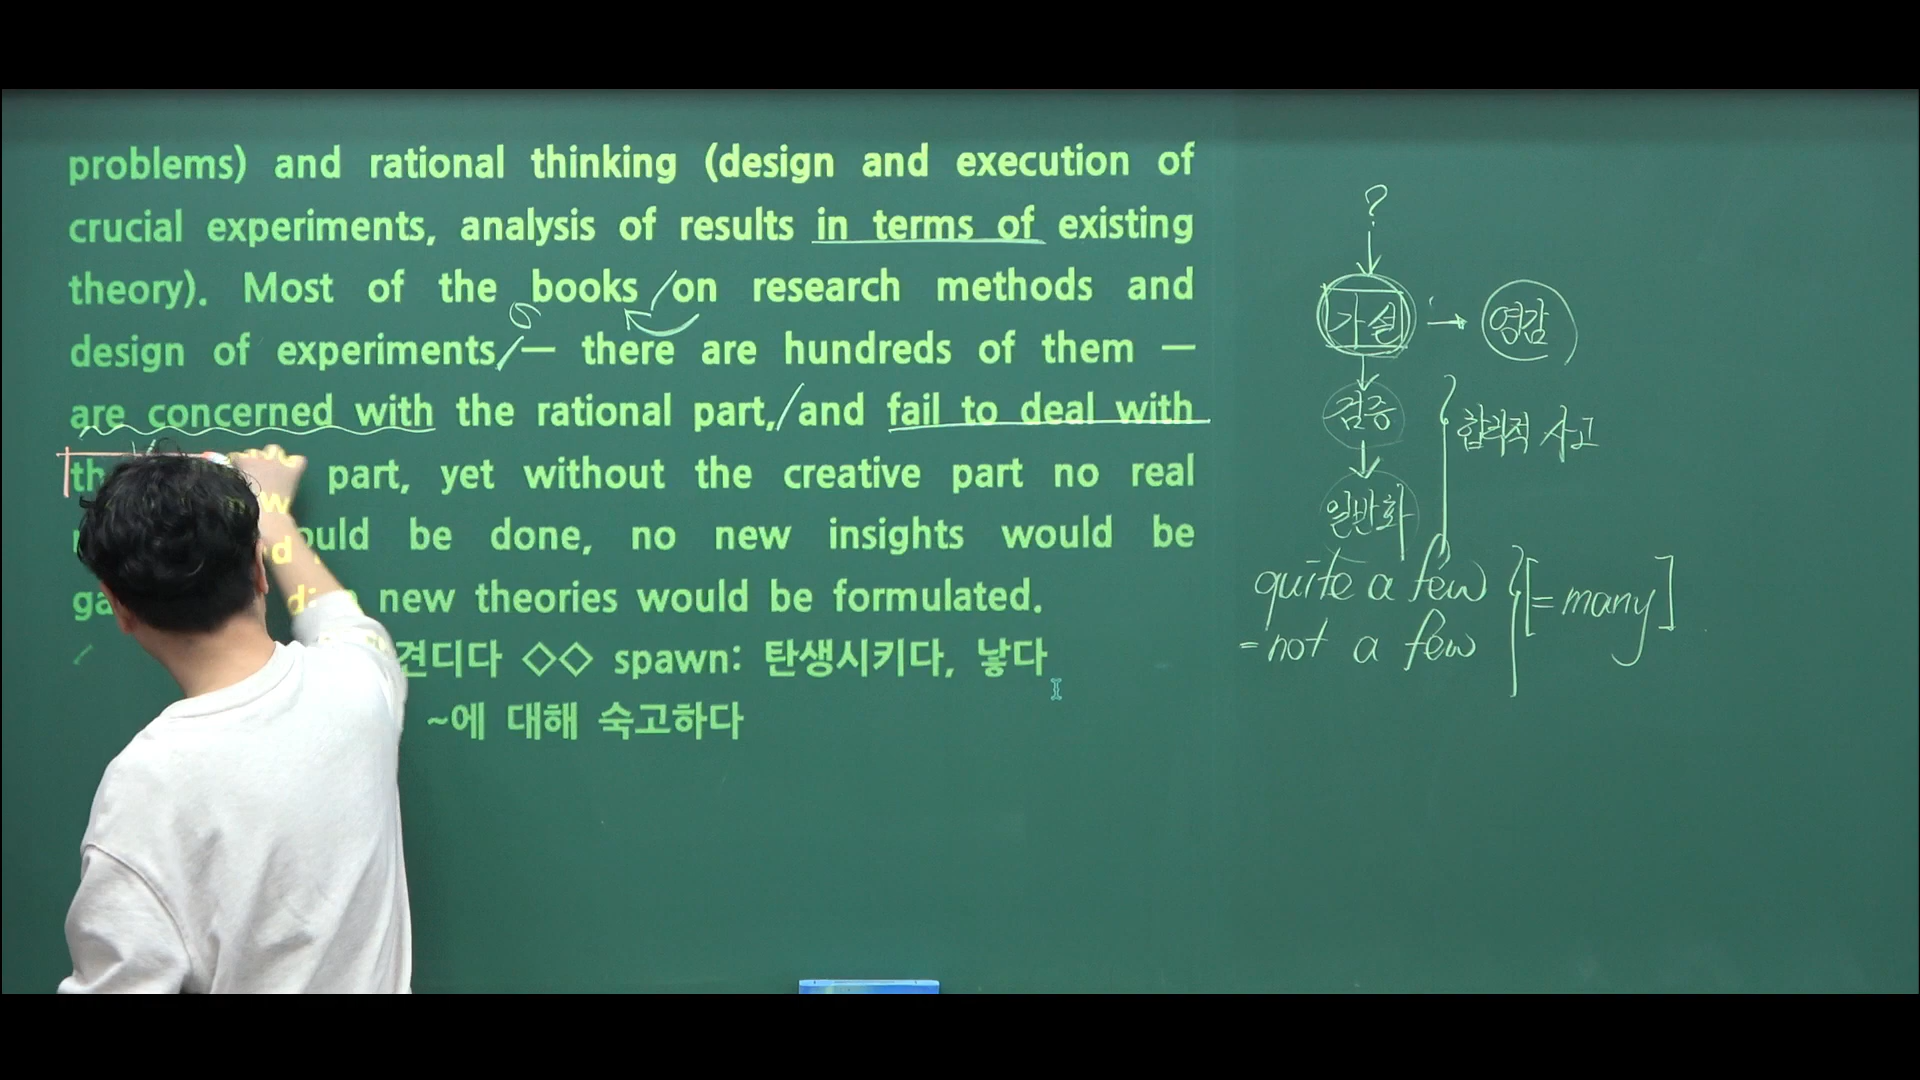 problems) and rational thinking (design and execution of
crucial experiments, analysis of results in terms of existing
theory). Most of the books on research methods and
design of experiments — there are hundreds of them —
are concerned with the rational part, and fail to deal with
part, yet without the creative part no real
be done, no new insights would be
new theories would be formulated.
견디다 ◇◇ spawn: 탄생시키다, 낳다
~에 대해 숙고하다
?
가설 → 영감
검증
합리적 사고
일반화
quite a few
= not a few
[= many]